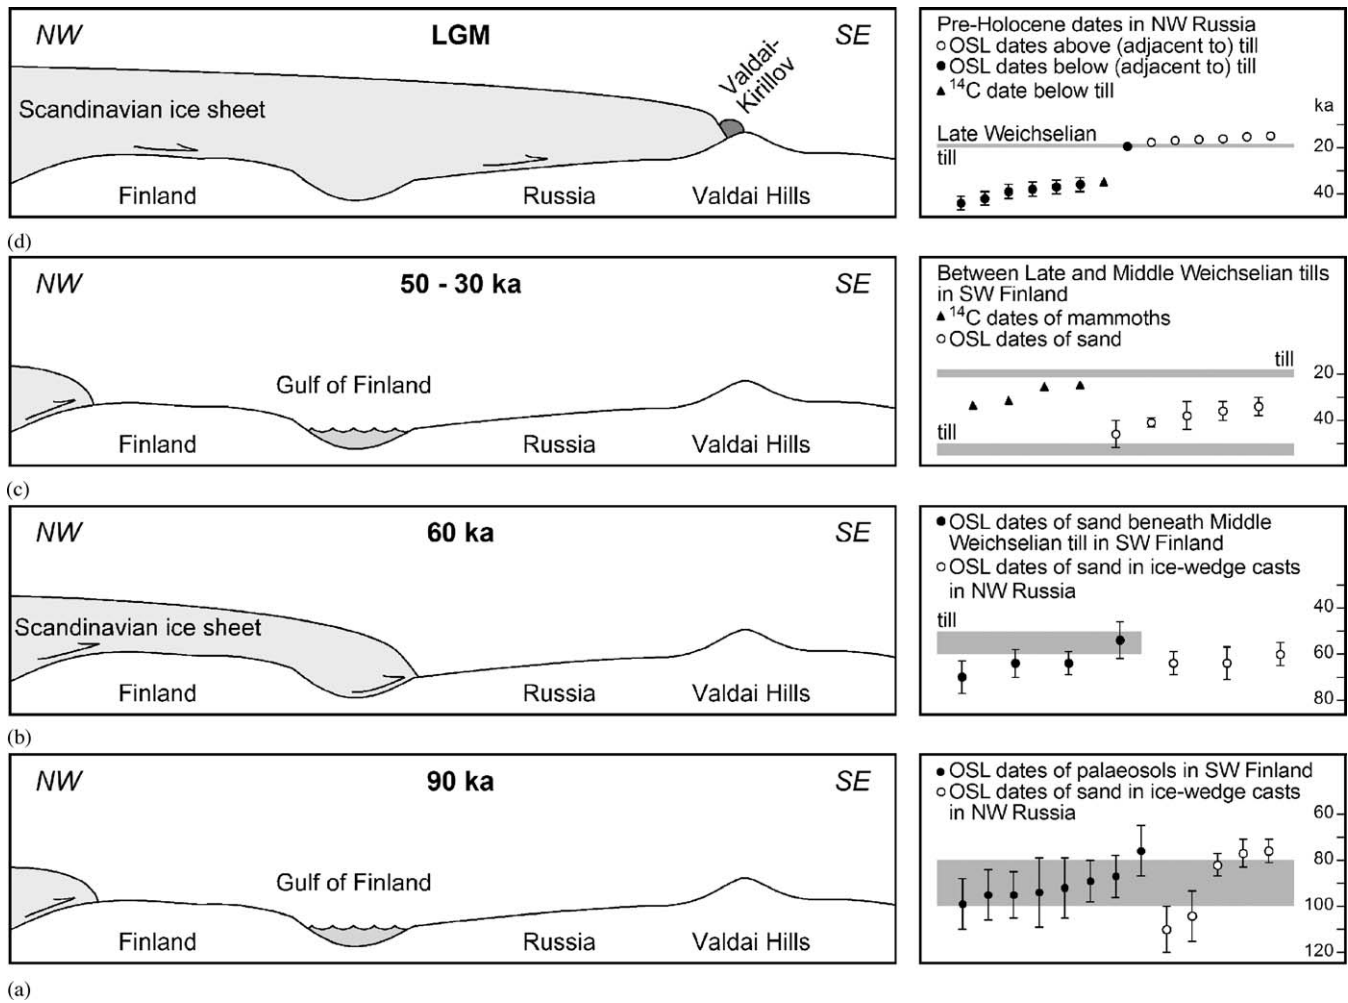 NW
LGM
SE
Valdai-
Kirillov
Scandinavian ice sheet
Finland
Russia
Valdai Hills
Pre-Holocene dates in NW Russia
OSL dates above (adjacent to) till
OSL dates below (adjacent to) till
14C date below till
ka
Late Weichselian
till
20
40
(d)
NW
50 - 30 ka
SE
Gulf of Finland
Finland
Russia
Valdai Hills
Between Late and Middle Weichselian tills
in SW Finland
14C dates of mammoths
OSL dates of sand
till
20
40
till
(c)
NW
60 ka
SE
Scandinavian ice sheet
Finland
Russia
Valdai Hills
OSL dates of sand beneath Middle
Weichselian till in SW Finland
OSL dates of sand in ice-wedge casts
in NW Russia
till
40
60
80
(b)
NW
90 ka
SE
Gulf of Finland
Finland
Russia
Valdai Hills
OSL dates of palaeosols in SW Finland
OSL dates of sand in ice-wedge casts
in NW Russia
60
80
100
120
(a)